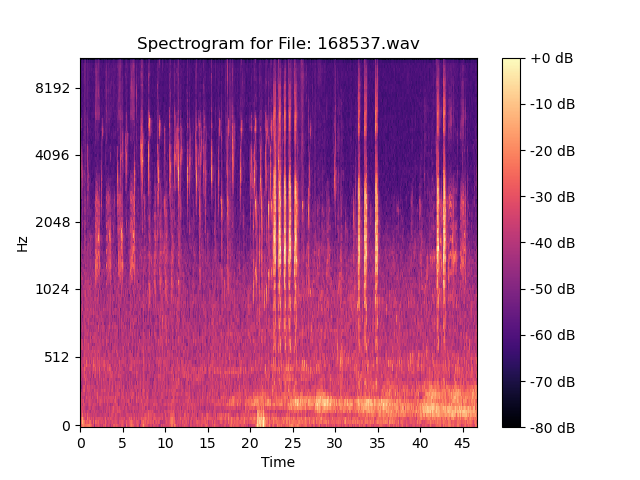 Spectrogram for File: 168537.wav
Hz
8192
4096
2048
1024
512
0
0 5 10 15 20 25 30 35 40 45
Time
+0 dB
-10 dB
-20 dB
-30 dB
-40 dB
-50 dB
-60 dB
-70 dB
-80 dB